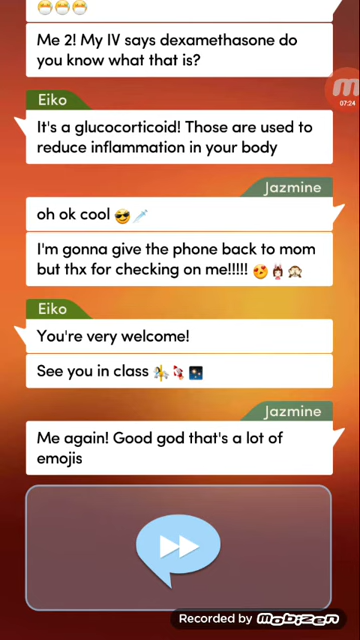 Me 2! My IV says dexamethasone do
you know what that is?
07:24
Eiko
It's a glucocorticoid! Those are used to
reduce inflammation in your body
Jazmine
oh ok cool 😎💉
I'm gonna give the phone back to mom
but thx for checking on me!!!!!
Eiko
You're very welcome!
See you in class
Jazmine
Me again! Good god that's a lot of
emojis
Recorded by Mobizen